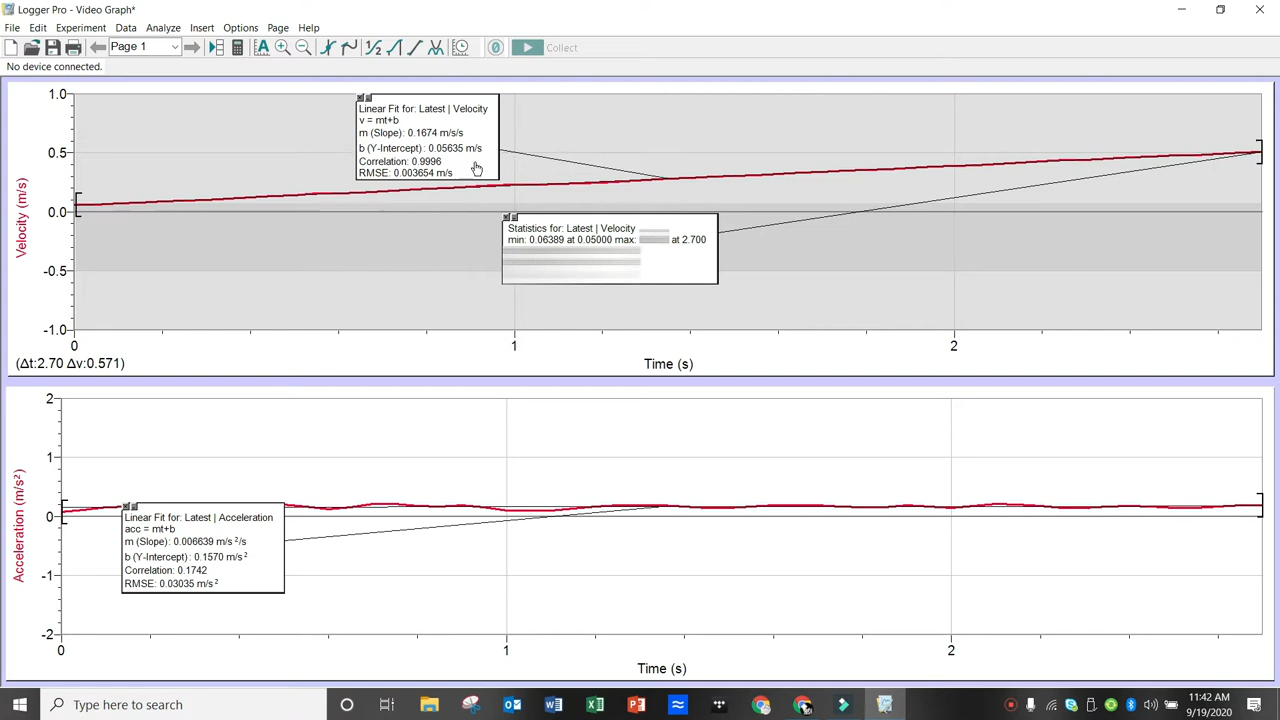 Logger Pro - Video Graph*
File Edit Experiment Data Analyze Insert Options Page Help
Page 1
Collect
No device connected.
1.0
0.5
0.0
-0.5
-1.0
Velocity (m/s)
Linear Fit for: Latest | Velocity
v = mt+b
m (Slope): 0.1674 m/s/s
b (Y-Intercept): 0.05635 m/s
Correlation: 0.9996
RMSE: 0.003654 m/s
Statistics for: Latest | Velocity
min: 0.06389 at 0.05000 max: at 2.700
0 1 2
(Δt:2.70 Δv:0.571)
Time (s)
2
1
0
-1
-2
Acceleration (m/s²)
Linear Fit for: Latest | Acceleration
acc = mt+b
m (Slope): 0.006639 m/s²/s
b (Y-Intercept): 0.1570 m/s²
Correlation: 0.1742
RMSE: 0.03035 m/s²
0 1 2
Time (s)
Type here to search
11:42 AM
9/19/2020